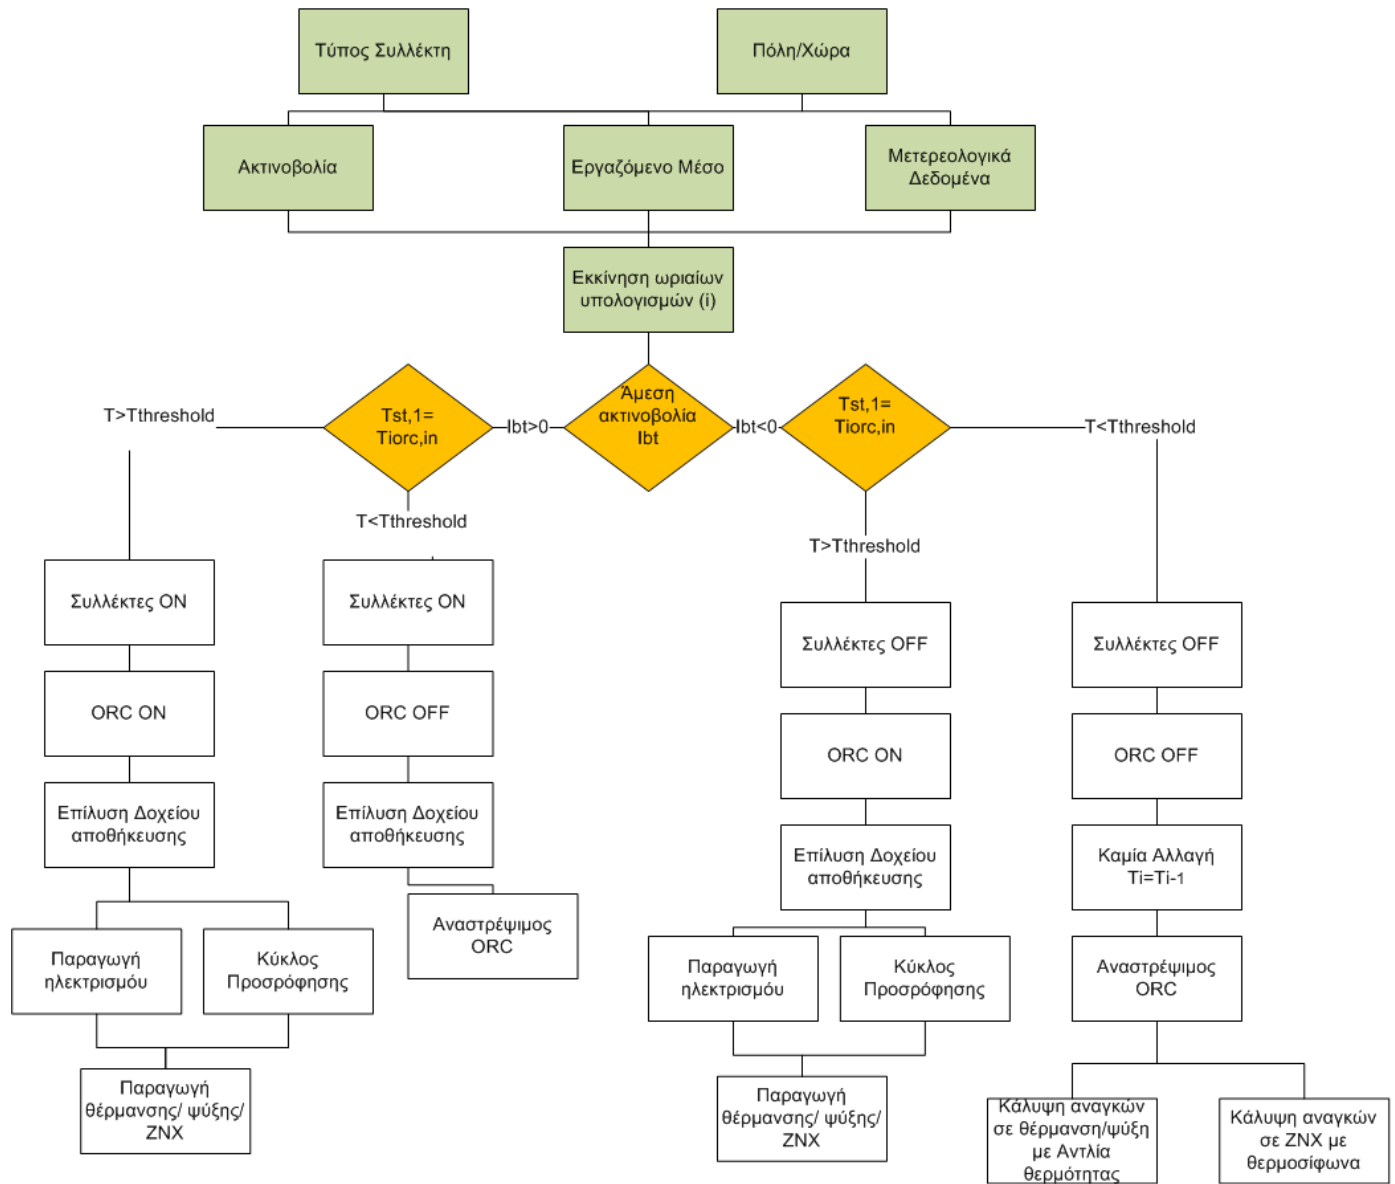 Τύπος Συλλέκτη
Πόλη/Χώρα
Ακτινοβολία
Εργαζόμενο Μέσο
Μετερεολογικά
Δεδομένα
Εκκίνηση ωριαίων
υπολογισμών (i)
T>Tthreshold
Tst,1=
Tiorc,in
Ibt>0
Άμεση
ακτινοβολία
Ibt
Ibt<0
Tst,1=
Tiorc,in
T<Tthreshold
T<Tthreshold
T>Tthreshold
Συλλέκτες ON
Συλλέκτες ON
Συλλέκτες OFF
Συλλέκτες OFF
ORC ON
ORC OFF
ORC ON
ORC OFF
Επίλυση Δοχείου
αποθήκευσης
Επίλυση Δοχείου
αποθήκευσης
Επίλυση Δοχείου
αποθήκευσης
Καμία Αλλαγή
Ti=Ti-1
Αναστρέψιμος
ORC
Παραγωγή
ηλεκτρισμόυ
Κύκλος
Προσρόφησης
Παραγωγή
ηλεκτρισμόυ
Κύκλος
Προσρόφησης
Αναστρέψιμος
ORC
Παραγωγή
θέρμανσης/ ψύξης/
ΖΝΧ
Παραγωγή
θέρμανσης/ ψύξης/
ΖΝΧ
Κάλυψη αναγκών
σε θέρμανση/ψύξη
με Αντλία
θερμότητας
Κάλυψη αναγκών
σε ΖΝΧ με
θερμοσίφωνα